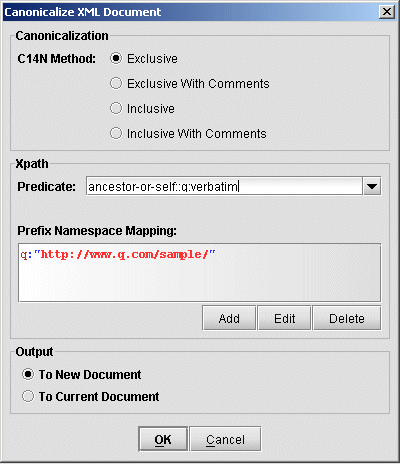 Canonicalize XML Document
Canonicalization
C14N Method: Exclusive
Exclusive With Comments
Inclusive
Inclusive With Comments
Xpath
Predicate: ancestor-or-self::q:verbatim
Prefix Namespace Mapping:
q:"http://www.q.com/sample/"
Add Edit Delete
Output
To New Document
To Current Document
OK Cancel